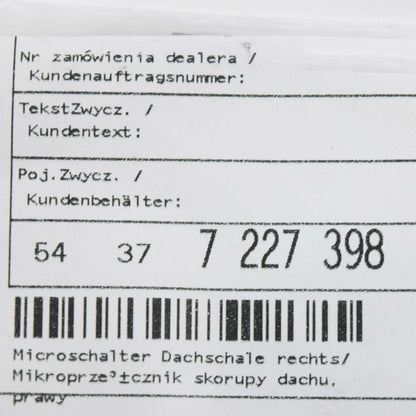 Nr zamówienia dealera /
Kundenauftragsnummer:
TekstZwycz. /
Kundentext:
Poj.Zwycz. /
Kundenbehälter:
54 37 7 227 398
Microschalter Dachschale rechts/
Mikroprze³±cznik skorupy dachu,
prawy